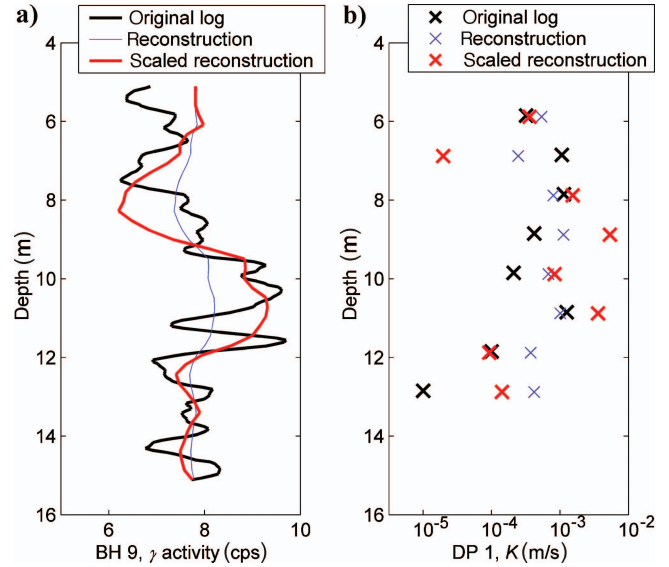 a)
Original log
Reconstruction
Scaled reconstruction
4
6
8
10
12
14
16
Depth (m)
6
8
10
BH 9, γ activity (cps)
b)
Original log
Reconstruction
Scaled reconstruction
4
6
8
10
12
14
16
Depth (m)
10-5
10-4
10-3
10-2
DP 1, K (m/s)